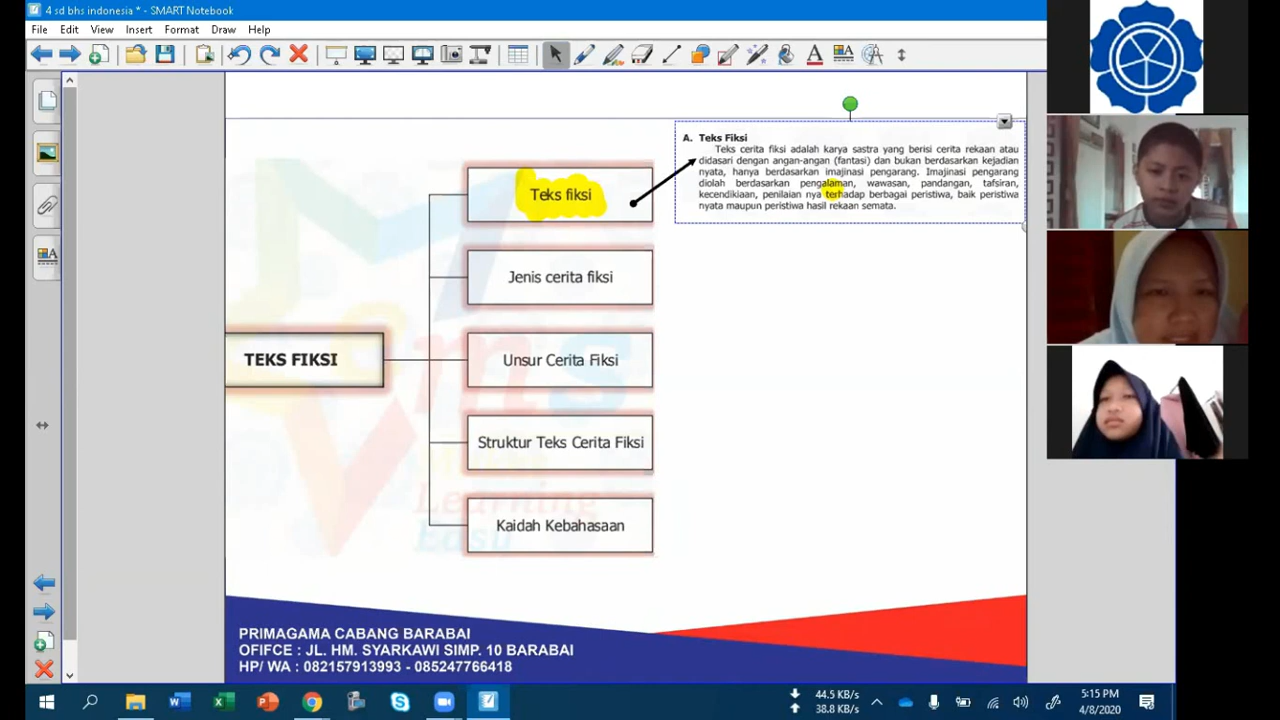 4 sd bhs indonesia * - SMART Notebook
File Edit View Insert Format Draw Help
A. Teks Fiksi
Teks cerita fiksi adalah karya sastra yang berisi cerita rekaan atau
didasari dengan angan-angan (fantasi) dan bukan berdasarkan kejadian
nyata, hanya berdasarkan imajinasi pengarang. Imajinasi pengarang
diolah berdasarkan pengalaman, wawasan, pandangan, tafsiran,
kecendikiaan, penilaian nya terhadap berbagai peristiwa, baik peristiwa
nyata maupun peristiwa hasil rekaan semata.
Teks fiksi
Jenis cerita fiksi
TEKS FIKSI
Unsur Cerita Fiksi
Struktur Teks Cerita Fiksi
Kaidah Kebahasaan
PRIMAGAMA CABANG BARABAI
OFIFCE : JL. HM. SYARKAWI SIMP. 10 BARABAI
HP/ WA : 082157913993 - 085247766418
44.5 KB/s
38.8 KB/s
5:15 PM
4/8/2020